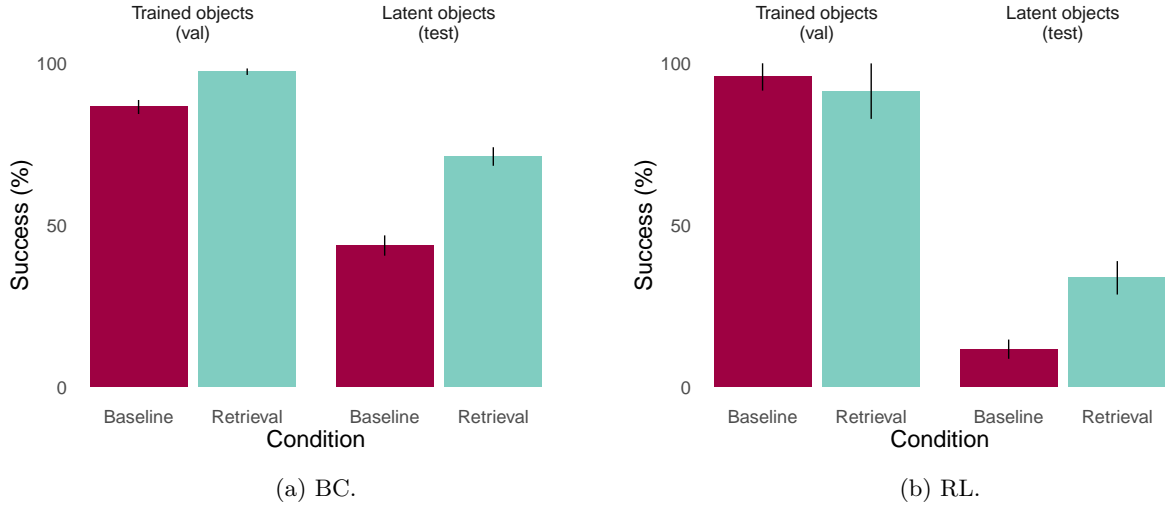 Trained objects
(val)
Latent objects
(test)
100
50
0
Success (%)
Baseline
Retrieval
Baseline
Retrieval
Condition
(a) BC.
Trained objects
(val)
Latent objects
(test)
100
50
0
Success (%)
Baseline
Retrieval
Baseline
Retrieval
Condition
(b) RL.